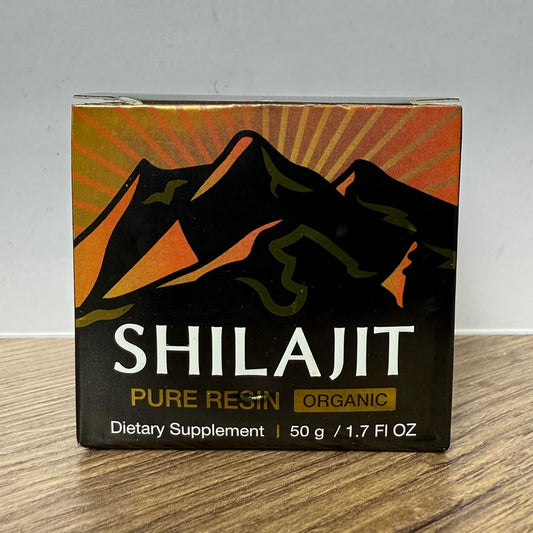 SHILAJIT
PURE RESIN ORGANIC
Dietary Supplement | 50 g / 1.7 Fl OZ